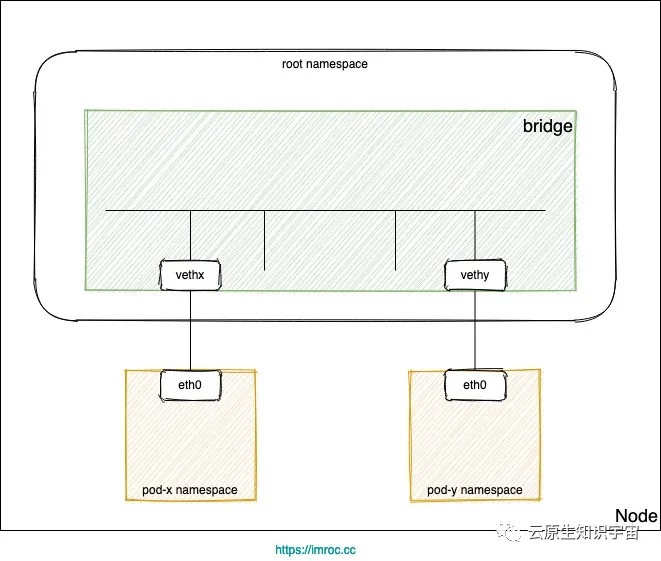 root namespace
bridge
vethx
vethy
eth0
eth0
pod-x namespace
pod-y namespace
Node
云原生知识宇宙
https://imroc.cc